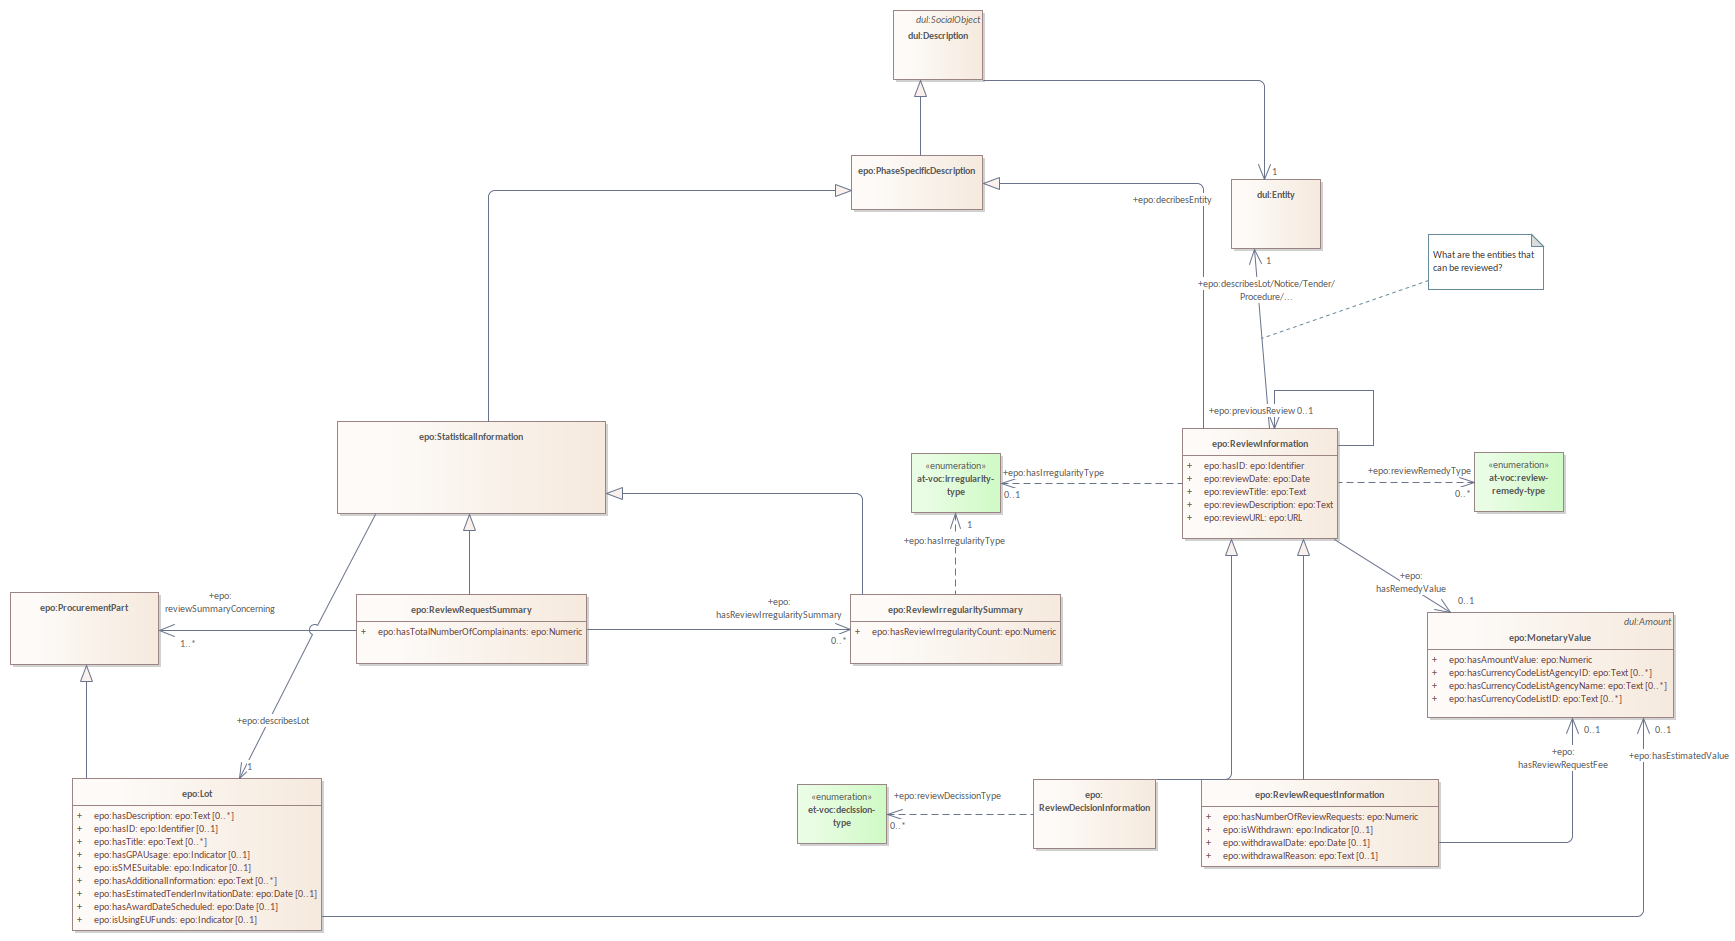 dul:SocialObject
dul:Description
epo:PhaseSpecificDescription
+epo:decribesEntity
1
dul:Entity
1
+epo:describesLot/Notice/Tender/
Procedure/...
What are the entities that
can be reviewed?
+epo:previousReview 0..1
epo:StatisticalInformation
epo:ReviewInformation
+ epo:hasID: epo:Identifier
+ epo:reviewDate: epo:Date
+ epo:reviewTitle: epo:Text
+ epo:reviewDescription: epo:Text
+ epo:reviewURL: epo:URL
«enumeration»
at-voc:irregularity-
type
+epo:hasIrregularityType
0..1
+epo:reviewRemedyType
0..*
«enumeration»
at-voc:review-
remedy-type
1
+epo:hasIrregularityType
+epo:
hasRemedyValue
0..1
epo:ProcurementPart
+epo:
reviewSummaryConcerning
1..*
epo:ReviewRequestSummary
+ epo:hasTotalNumberOfComplainants: epo:Numeric
+epo:
hasReviewIrregularitySummary
0..*
epo:ReviewIrregularitySummary
+ epo:hasReviewIrregularityCount: epo:Numeric
dul:Amount
epo:MonetaryValue
+ epo:hasAmountValue: epo:Numeric
+ epo:hasCurrencyCodeListAgencyID: epo:Text [0..*]
+ epo:hasCurrencyCodeListAgencyName: epo:Text [0..*]
+ epo:hasCurrencyCodeListID: epo:Text [0..*]
+epo:describesLot
1
0..1
+epo:
hasReviewRequestFee
0..1
+epo:hasEstimatedValue
epo:Lot
+ epo:hasDescription: epo:Text [0..*]
+ epo:hasID: epo:Identifier [0..1]
+ epo:hasTitle: epo:Text [0..*]
+ epo:hasGPAUsage: epo:Indicator [0..1]
+ epo:isSMESuitable: epo:Indicator [0..1]
+ epo:hasAdditionalInformation: epo:Text [0..*]
+ epo:hasEstimatedTenderInvitationDate: epo:Date [0..1]
+ epo:hasAwardDateScheduled: epo:Date [0..1]
+ epo:isUsingEUFunds: epo:Indicator [0..1]
«enumeration»
et-voc:decission-
type
+epo:reviewDecissionType
0..*
epo:
ReviewDecisionInformation
epo:ReviewRequestInformation
+ epo:hasNumberOfReviewRequests: epo:Numeric
+ epo:isWithdrawn: epo:Indicator [0..1]
+ epo:withdrawalDate: epo:Date [0..1]
+ epo:withdrawalReason: epo:Text [0..1]